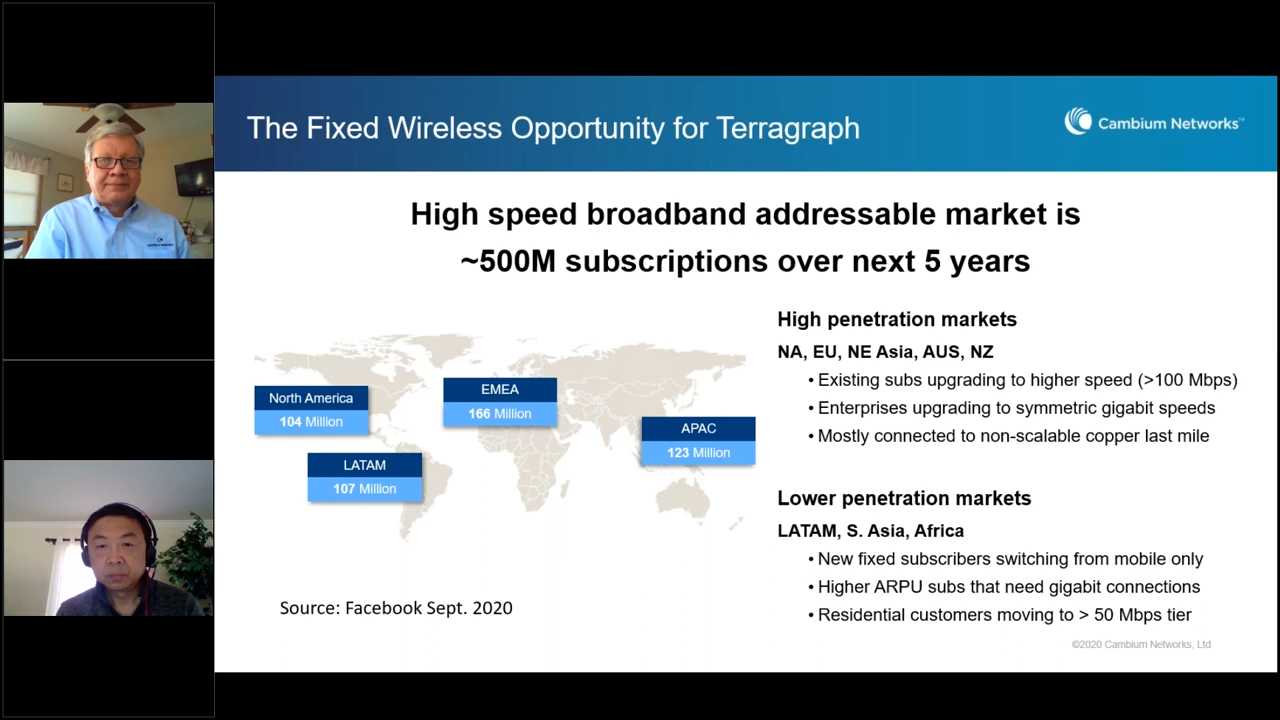 The Fixed Wireless Opportunity for Terragraph
Cambium Networks™
High speed broadband addressable market is
~500M subscriptions over next 5 years
North America
104 Million
EMEA
166 Million
APAC
123 Million
LATAM
107 Million
Source: Facebook Sept. 2020
High penetration markets
NA, EU, NE Asia, AUS, NZ
• Existing subs upgrading to higher speed (>100 Mbps)
• Enterprises upgrading to symmetric gigabit speeds
• Mostly connected to non-scalable copper last mile
Lower penetration markets
LATAM, S. Asia, Africa
• New fixed subscribers switching from mobile only
• Higher ARPU subs that need gigabit connections
• Residential customers moving to > 50 Mbps tier
©2020 Cambium Networks, Ltd